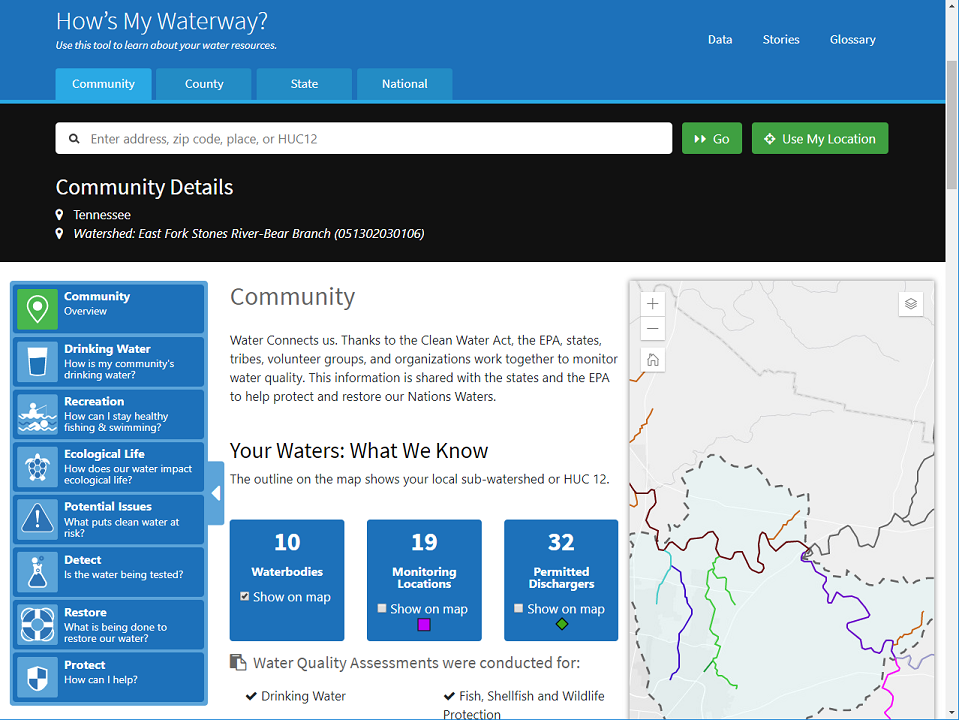 How's My Waterway?
Use this tool to learn about your water resources.
Data
Stories
Glossary
Community
County
State
National
Enter address, zip code, place, or HUC12
Go
Use My Location
Community Details
Tennessee
Watershed: East Fork Stones River-Bear Branch (051302030106)
Community
Overview
Drinking Water
How is my community's
drinking water?
Recreation
How can I stay healthy
fishing & swimming?
Ecological Life
How does our water impact
ecological life?
Potential Issues
What puts clean water at
risk?
Detect
Is the water being tested?
Restore
What is being done to
restore our water?
Protect
How can I help?
Community
Water Connects us. Thanks to the Clean Water Act, the EPA, states,
tribes, volunteer groups, and organizations work together to monitor
water quality. This information is shared with the states and the EPA
to help protect and restore our Nations Waters.
Your Waters: What We Know
The outline on the map shows your local sub-watershed or HUC 12.
10
Waterbodies
Show on map
19
Monitoring
Locations
Show on map
32
Permitted
Dischargers
Show on map
Water Quality Assessments were conducted for:
Drinking Water
Fish, Shellfish and Wildlife
Protection